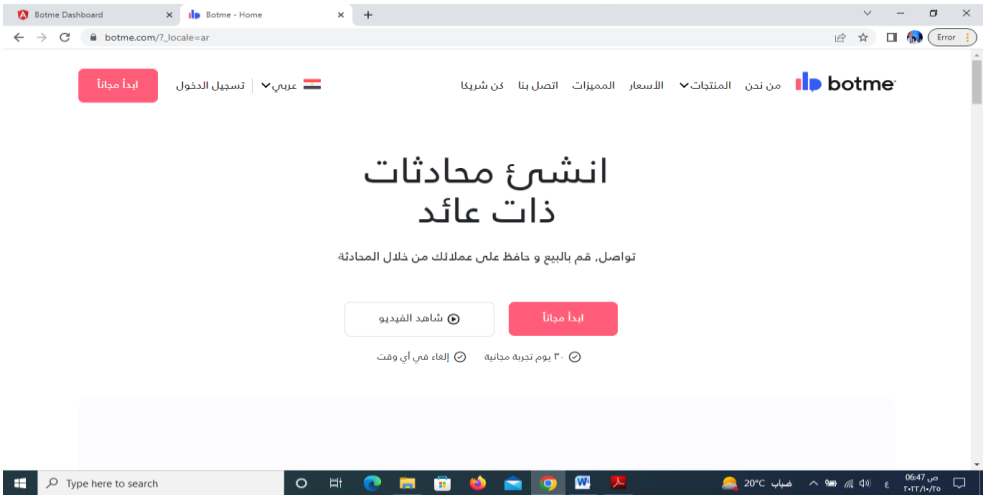 Botme Dashboard
Botme - Home
botme.com/?_locale=ar
Error
botme من نحن المنتجات الأسعار المميزات اتصل بنا كن شريكا عربي تسجيل الدخول ابدأ مجاناً
انشئ محادثات
ذات عائد
تواصل, قم بالبيع و حافظ على عملائك من خلال المحادثة
ابدأ مجاناً شاهد الفيديو
٣٠ يوم تجربة مجانية إلغاء في أي وقت
Type here to search
20°C ضباب
ع
06:47 ص
٢٠٢٢/١٠/٢٥